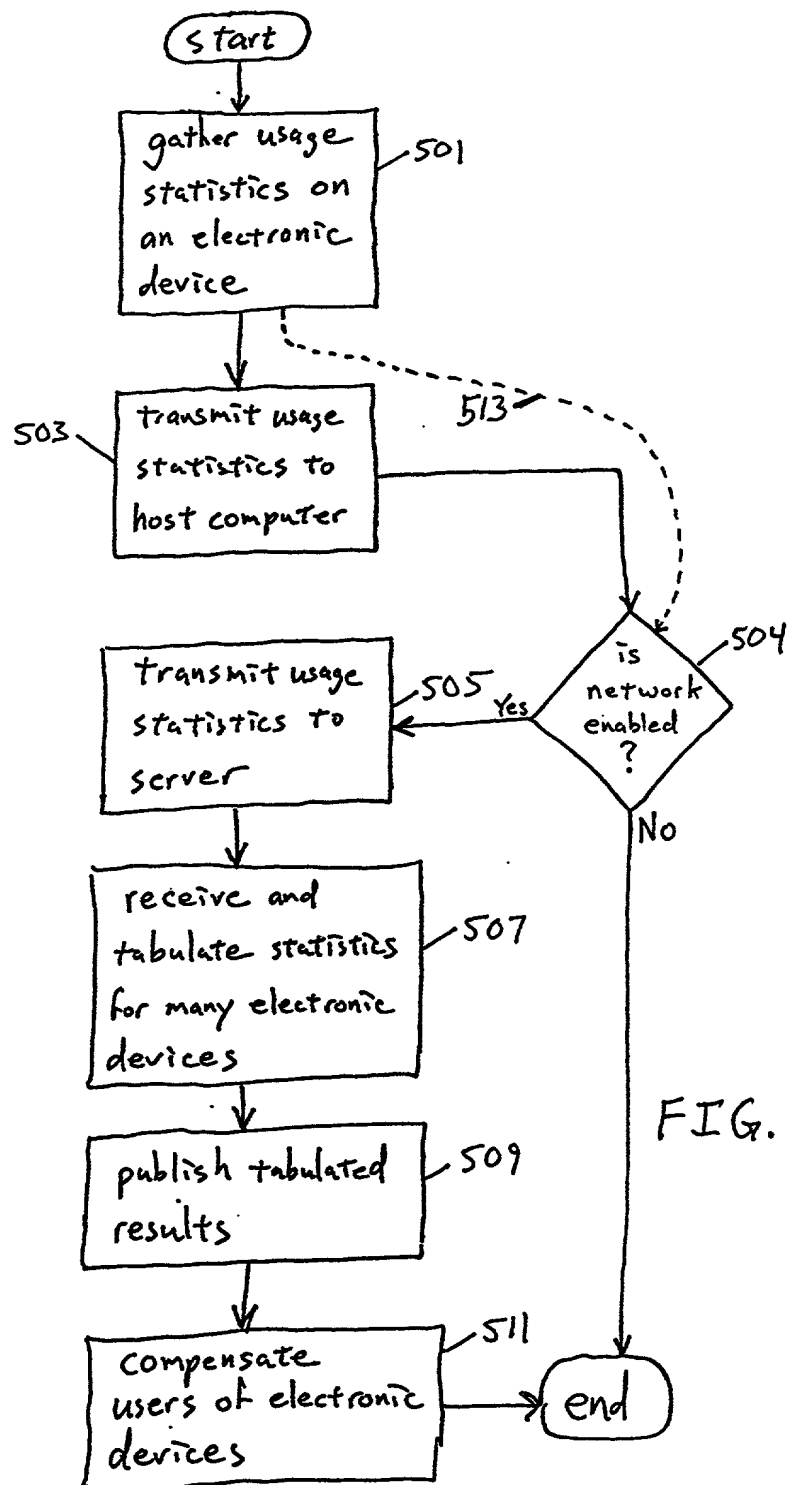 start
gather usage
statistics on
an electronic
device
501
transmit usage
statistics to
host computer
503
513
is
network
enabled
?
504
Yes
No
transmit usage
statistics to
server
505
receive and
tabulate statistics
for many electronic
devices
507
publish tabulated
results
509
compensate
users of electronic
devices
511
end
FIG.